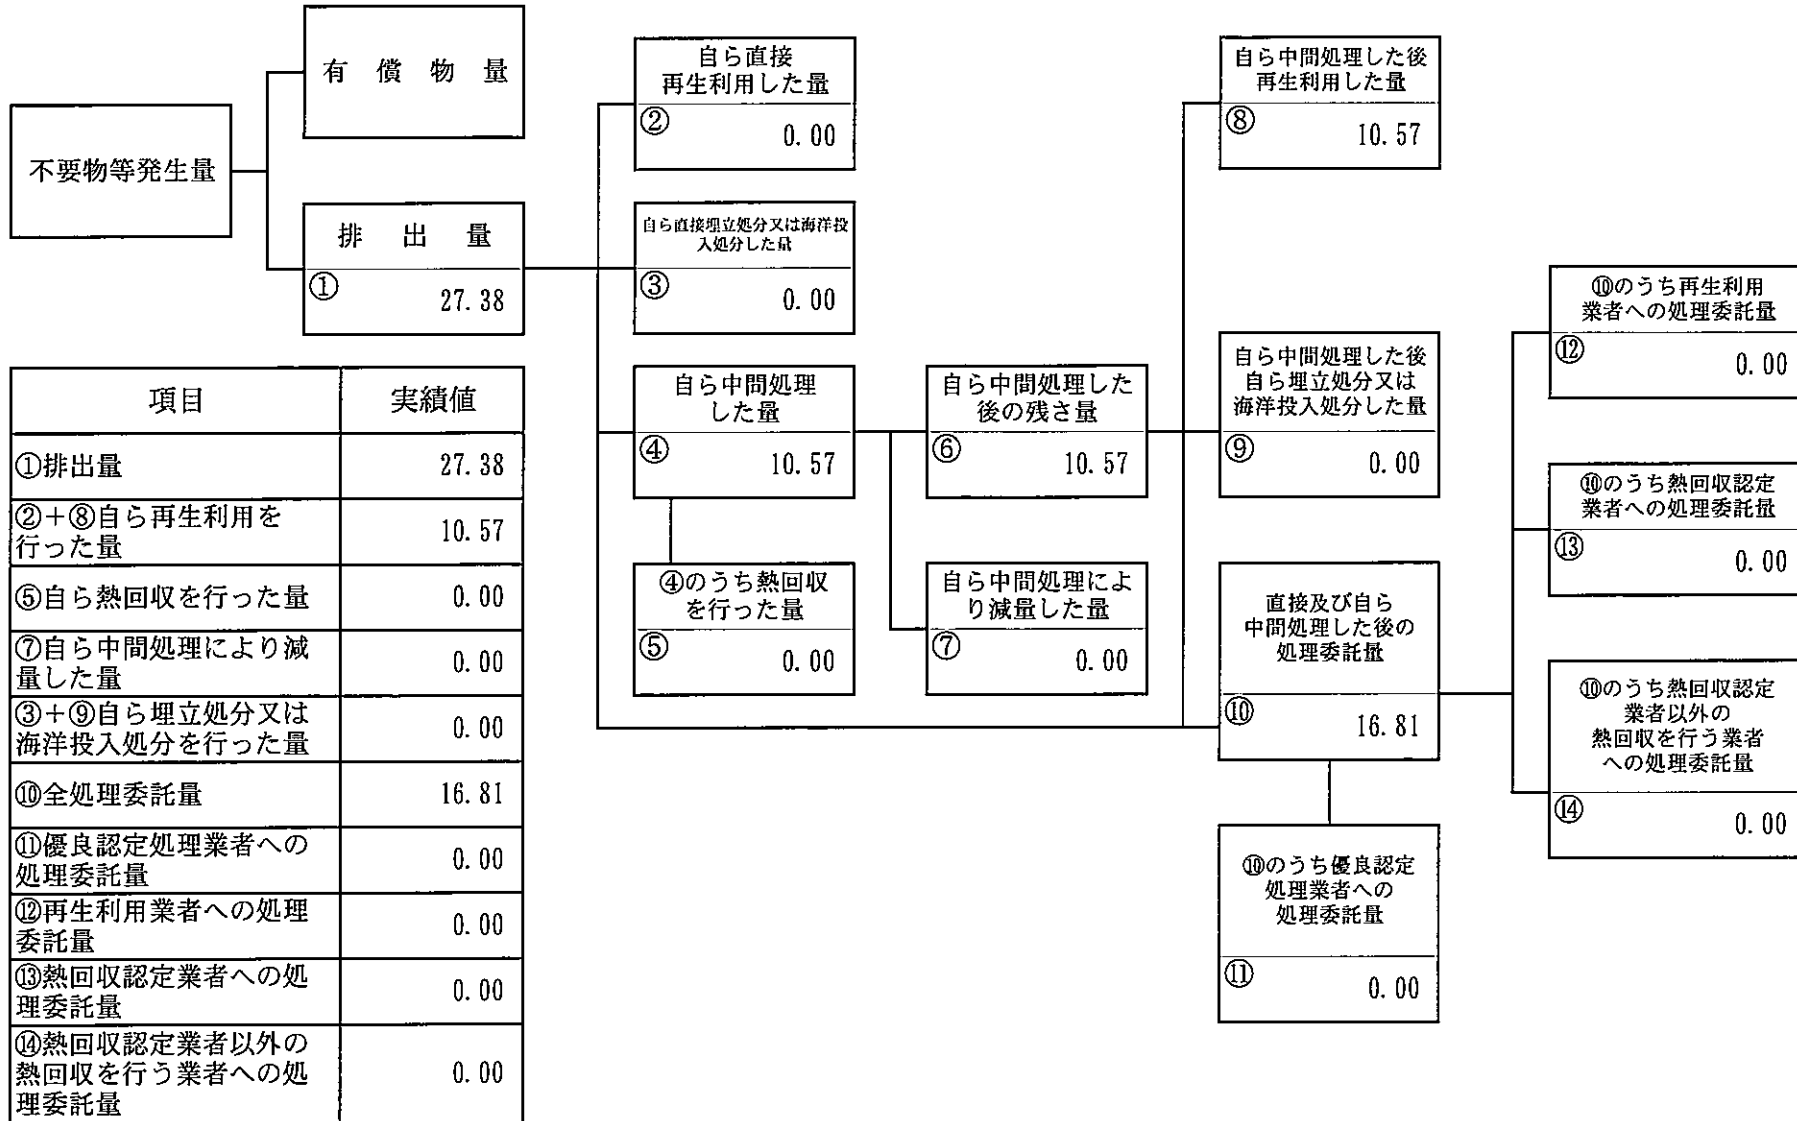 不要物等発生量
有償物量
排出量
①
27.38
自ら直接
再生利用した量
②
0.00
自ら直接埋立処分又は海洋投
入処分した量
③
0.00
自ら中間処理
した量
④
10.57
④のうち熱回収
を行った量
⑤
0.00
自ら中間処理した
後の残さ量
⑥
10.57
自ら中間処理によ
り減量した量
⑦
0.00
自ら中間処理した後
再生利用した量
⑧
10.57
自ら中間処理した後
自ら埋立処分又は
海洋投入処分した量
⑨
0.00
直接及び自ら
中間処理した後の
処理委託量
⑩
16.81
⑩のうち優良認定
処理業者への
処理委託量
⑪
0.00
⑩のうち再生利用
業者への処理委託量
⑫
0.00
⑩のうち熱回収認定
業者への処理委託量
⑬
0.00
⑩のうち熱回収認定
業者以外の
熱回収を行う業者
への処理委託量
⑭
0.00
項目 実績値
①排出量 27.38
②+⑧自ら再生利用を
行った量 10.57
⑤自ら熱回収を行った量 0.00
⑦自ら中間処理により減
量した量 0.00
③+⑨自ら埋立処分又は
海洋投入処分を行った量 0.00
⑩全処理委託量 16.81
⑪優良認定処理業者への
処理委託量 0.00
⑫再生利用業者への処理
委託量 0.00
⑬熱回収認定業者への処
理委託量 0.00
⑭熱回収認定業者以外の
熱回収を行う業者への処
理委託量 0.00